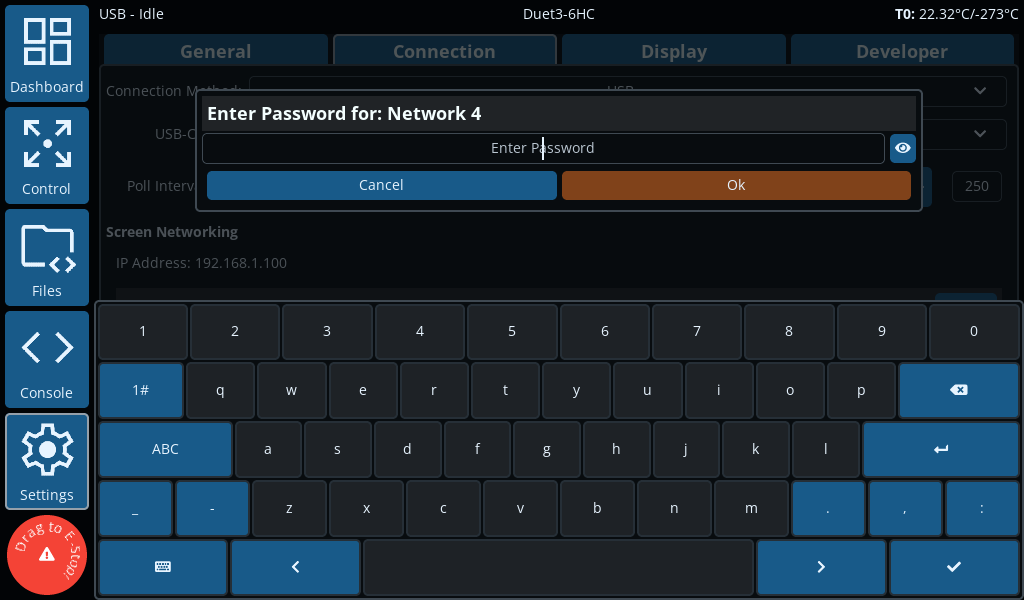 USB - Idle
Duet3-6HC
T0: 22.32°C/-273°C
Dashboard
Control
Files
Console
Settings
Drag to E-Stop!
General
Connection
Display
Developer
Connection Method:
USB
USB-C
Poll Interv
250
Enter Password for: Network 4
Enter Password
Cancel
Ok
Screen Networking
IP Address: 192.168.1.100
1 2 3 4 5 6 7 8 9 0
1# q w e r t y u i o p
ABC a s d f g h j k l
_ - z x c v b n m . , :